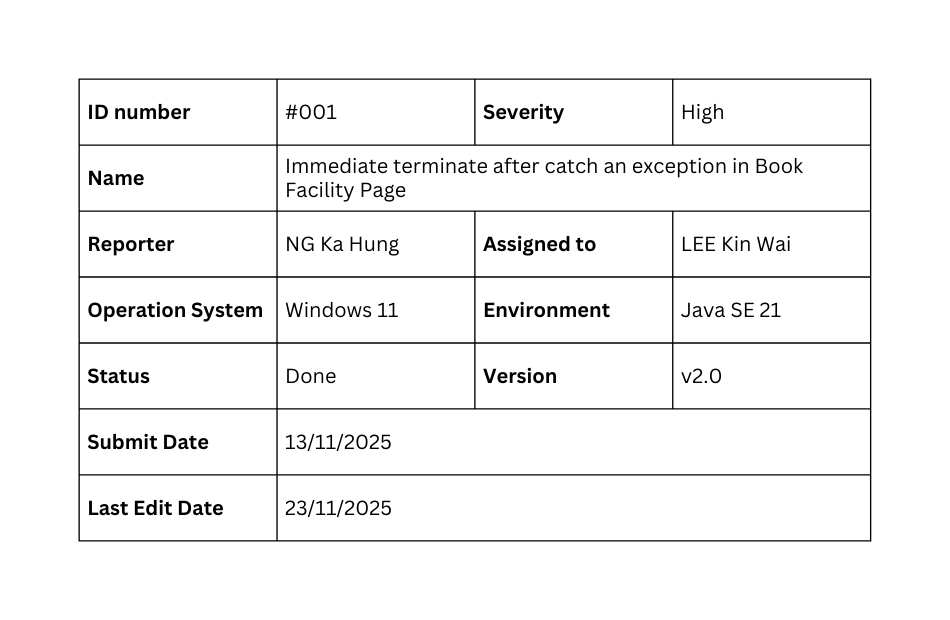 ID number #001 Severity High
Name Immediate terminate after catch an exception in Book
Facility Page
Reporter NG Ka Hung Assigned to LEE Kin Wai
Operation System Windows 11 Environment Java SE 21
Status Done Version v2.0
Submit Date 13/11/2025
Last Edit Date 23/11/2025